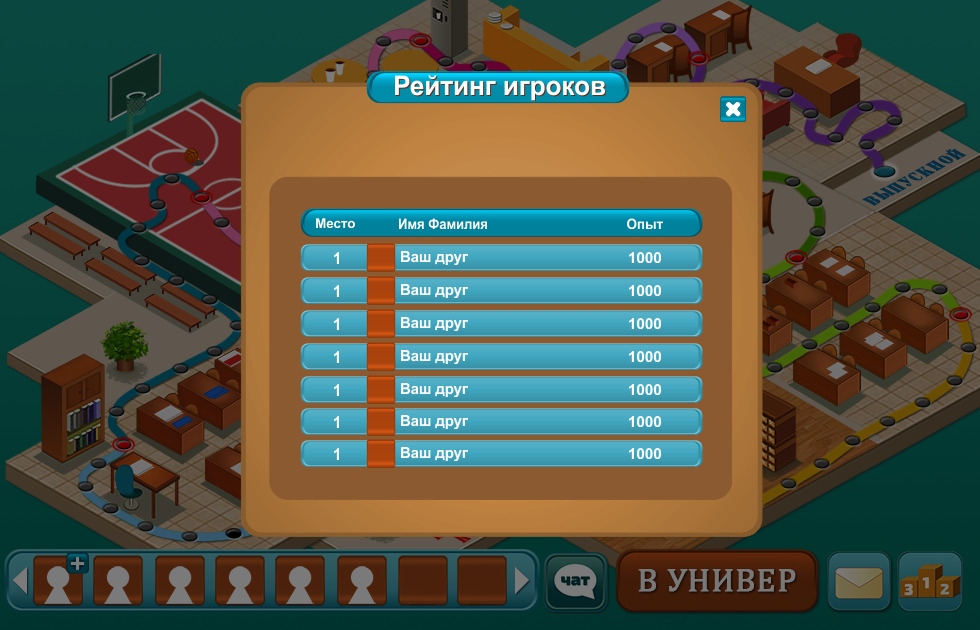 Рейтинг игроков
ВЫПУСКНОЙ
Место Имя Фамилия Опыт
1 Ваш друг 1000
1 Ваш друг 1000
1 Ваш друг 1000
1 Ваш друг 1000
1 Ваш друг 1000
1 Ваш друг 1000
1 Ваш друг 1000
чат
В УНИВЕР
3 1 2